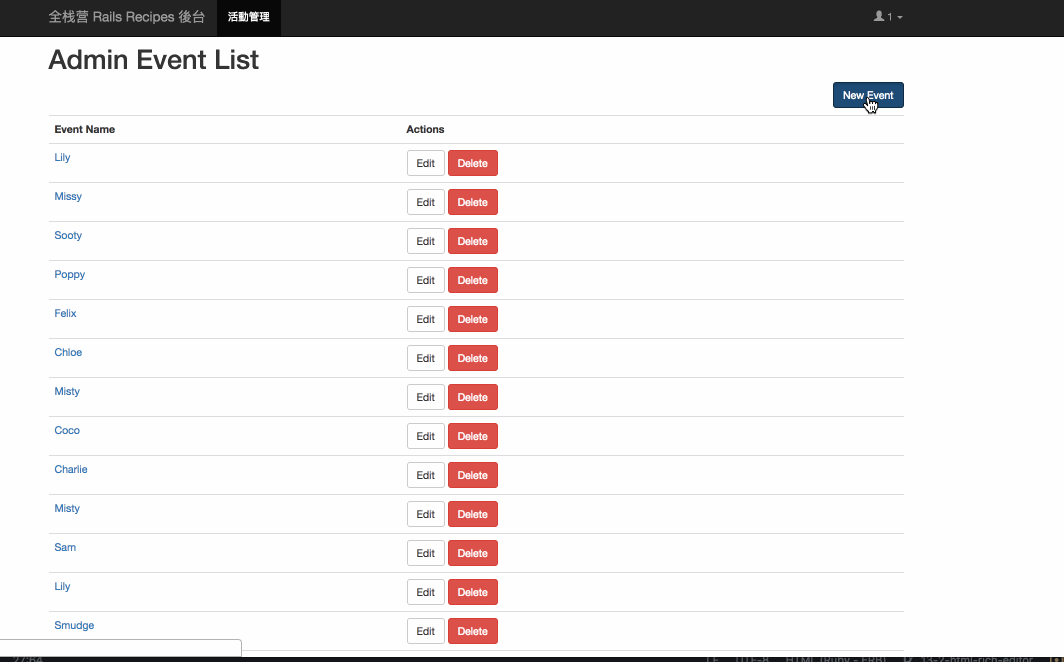 全栈营 Rails Recipes 後台 活動管理 1
Admin Event List
New Event
Event Name Actions
Lily Edit Delete
Missy Edit Delete
Sooty Edit Delete
Poppy Edit Delete
Felix Edit Delete
Chloe Edit Delete
Misty Edit Delete
Coco Edit Delete
Charlie Edit Delete
Misty Edit Delete
Sam Edit Delete
Lily Edit Delete
Smudge Edit Delete
27:64 LF UTF-8 HTML (Ruby - ERB) 13-2-html-rich-editor